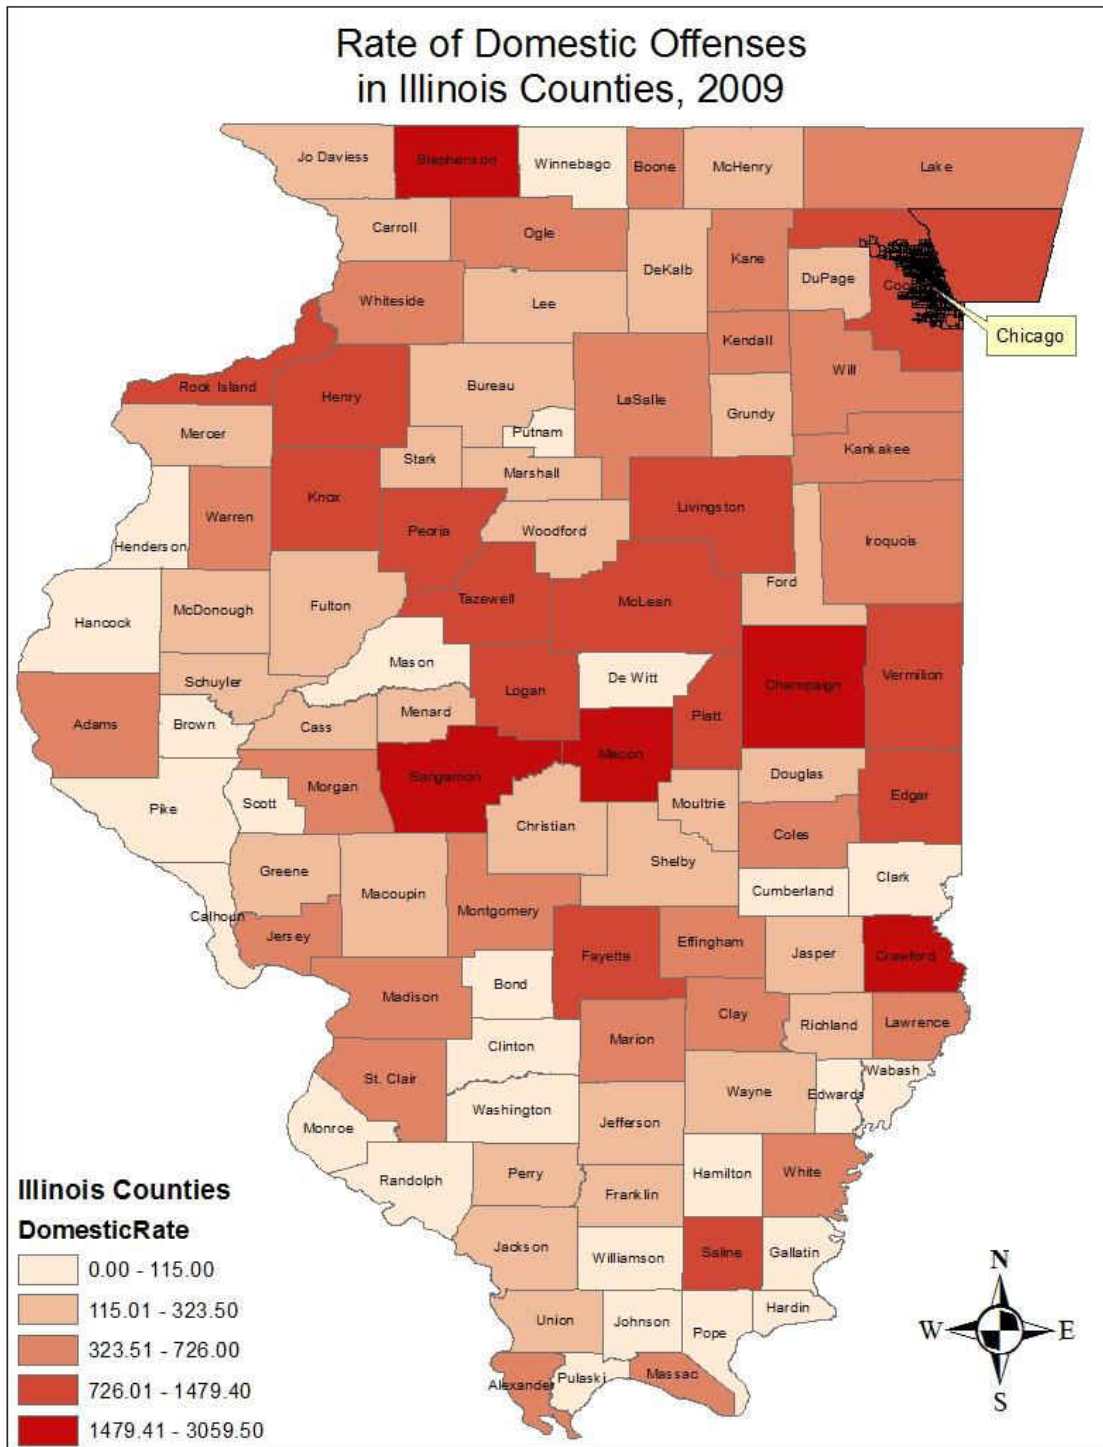 Rate of Domestic Offenses
in Illinois Counties, 2009
Jo Daviess
Stephenson
Winnebago
Boone
McHenry
Lake
Carroll
Ogle
DeKalb
Kane
DuPage
Whiteside
Lee
Chicago
Kendall
Will
Rock Island
Henry
Bureau
LaSalle
Grundy
Mercer
Putnam
Kankakee
Stark
Marshall
Knox
Warren
Peoria
Woodford
Livingston
Iroquois
Henderson
Ford
Hancock
McDonough
Fulton
Tazewell
McLean
Mason
De Witt
Schuyler
Logan
Champaign
Vermilion
Adams
Brown
Cass
Menard
Piatt
Macon
Sangamon
Douglas
Pike
Scott
Morgan
Moultrie
Edgar
Christian
Coles
Greene
Shelby
Macoupin
Cumberland
Clark
Calhoun
Montgomery
Jersey
Effingham
Fayette
Jasper
Crawford
Madison
Bond
Clay
Richland
Lawrence
Clinton
Marion
St. Clair
Wabash
Wayne
Edwards
Washington
Jefferson
Monroe
Randolph
Perry
Hamilton
White
Franklin
Jackson
Williamson
Saline
Gallatin
Union
Johnson
Pope
Hardin
Alexander
Pulaski
Massac
Illinois Counties
DomesticRate
0.00 - 115.00
115.01 - 323.50
323.51 - 726.00
726.01 - 1479.40
1479.41 - 3059.50
N
W
E
S